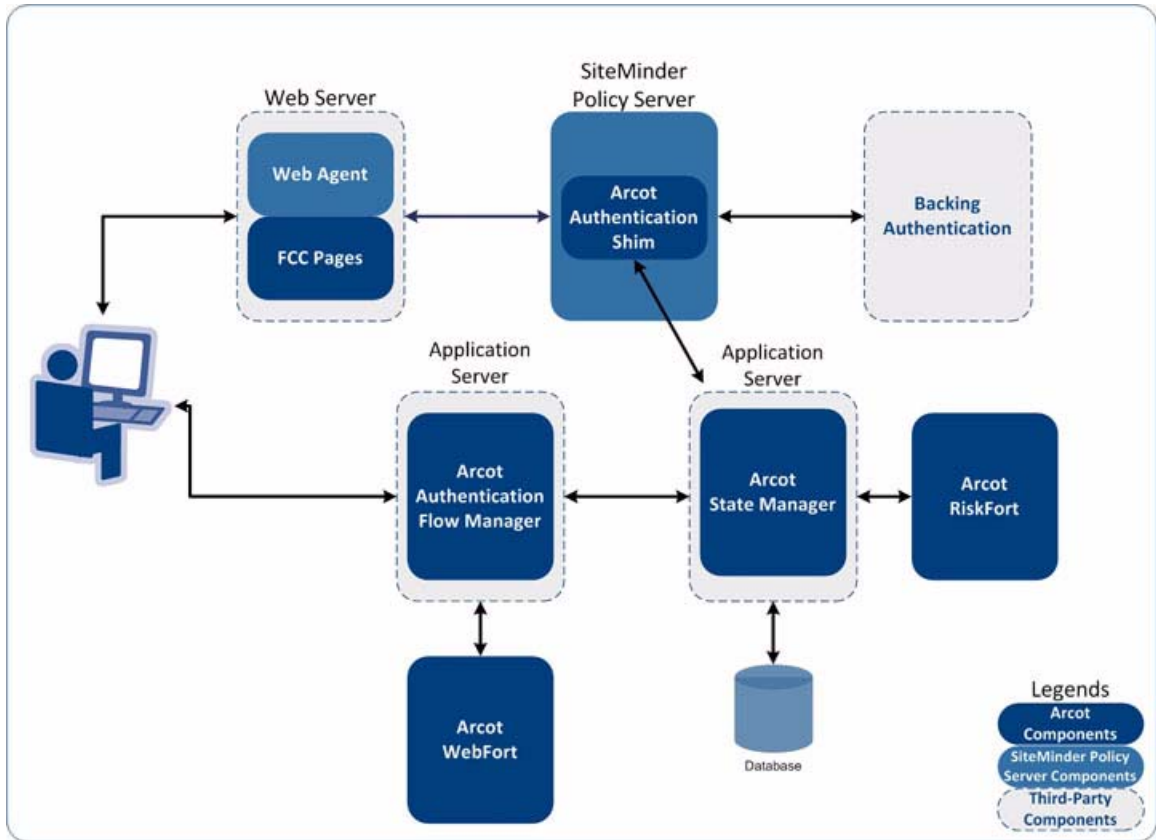 SiteMinder
Policy Server
Web Server
Web Agent
FCC Pages
Arcot
Authentication
Shim
Backing
Authentication
Application
Server
Application
Server
Arcot
Authentication
Flow Manager
Arcot
State Manager
Arcot
RiskFort
Arcot
WebFort
Database
Legends
Arcot
Components
SiteMinder Policy
Server Components
Third-Party
Components